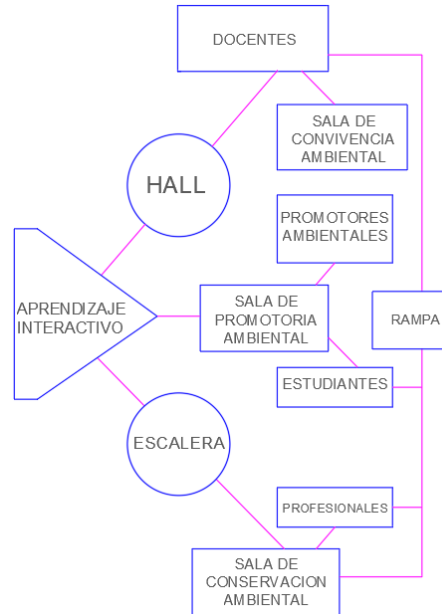 DOCENTES
SALA DE
CONVIVENCIA
AMBIENTAL
HALL
PROMOTORES
AMBIENTALES
APRENDIZAJE
INTERACTIVO
SALA DE
PROMOTORIA
AMBIENTAL
RAMPA
ESTUDIANTES
ESCALERA
PROFESIONALES
SALA DE
CONSERVACION
AMBIENTAL